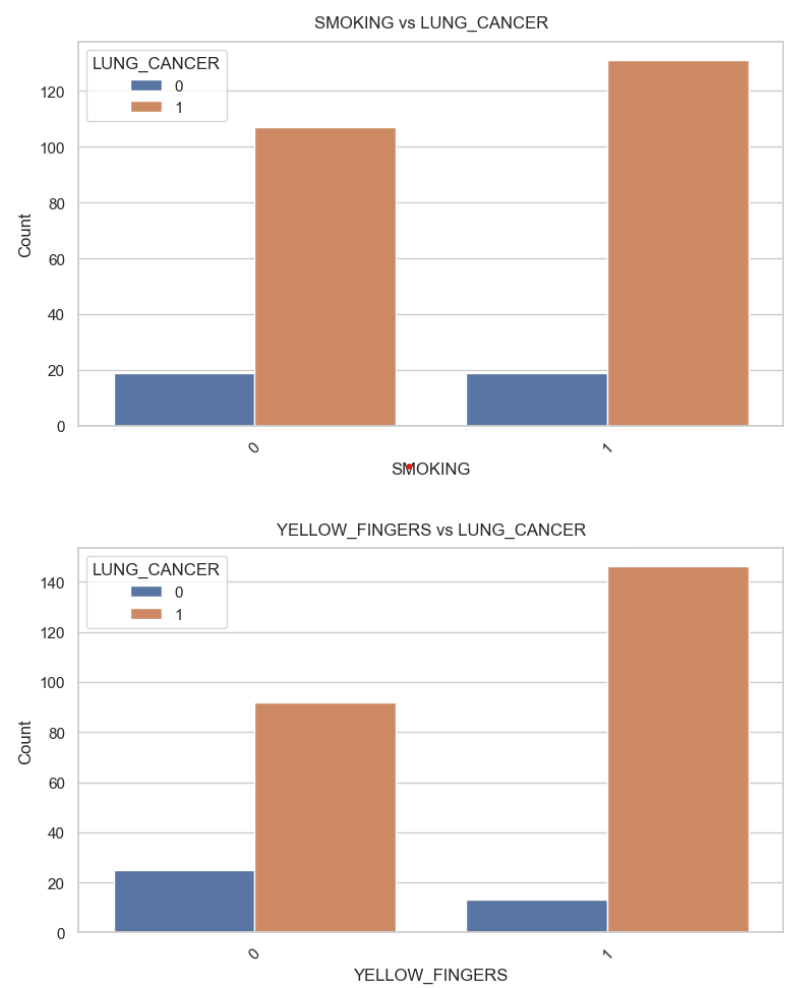 SMOKING vs LUNG_CANCER
LUNG_CANCER
0
1
120
100
80
60
40
20
0
Count
0
1
SMOKING
YELLOW_FINGERS vs LUNG_CANCER
LUNG_CANCER
0
1
140
120
100
80
60
40
20
0
Count
0
1
YELLOW_FINGERS